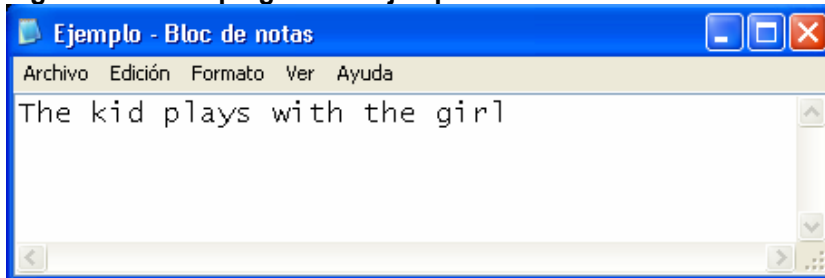 Ejemplo - Bloc de notas
Archivo Edición Formato Ver Ayuda
The kid plays with the girl